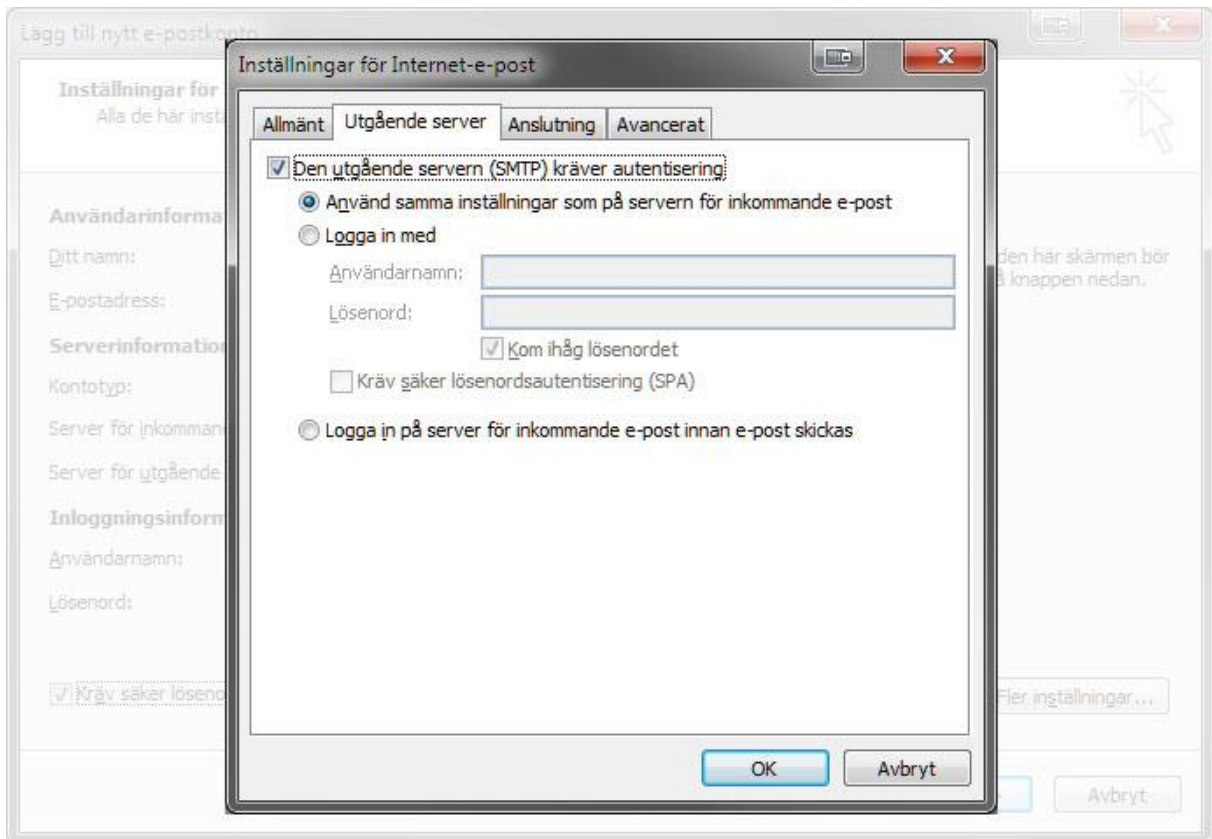 Lägg till nytt e-postkonto
Inställningar för
Alla de här instä
Användarinforma
Ditt namn:
E-postadress:
Serverinformation
Kontotyp:
Server för inkomman
Server för utgående
Inloggningsinform
Användarnamn:
Lösenord:
Kräv säker löseno
den här skärmen bör
å knappen nedan.
Fler inställningar...
Avbryt
Inställningar för Internet-e-post
Allmänt
Utgående server
Anslutning
Avancerat
Den utgående servern (SMTP) kräver autentisering
Använd samma inställningar som på servern för inkommande e-post
Logga in med
Användarnamn:
Lösenord:
Kom ihåg lösenordet
Kräv säker lösenordsautentisering (SPA)
Logga in på server för inkommande e-post innan e-post skickas
OK
Avbryt